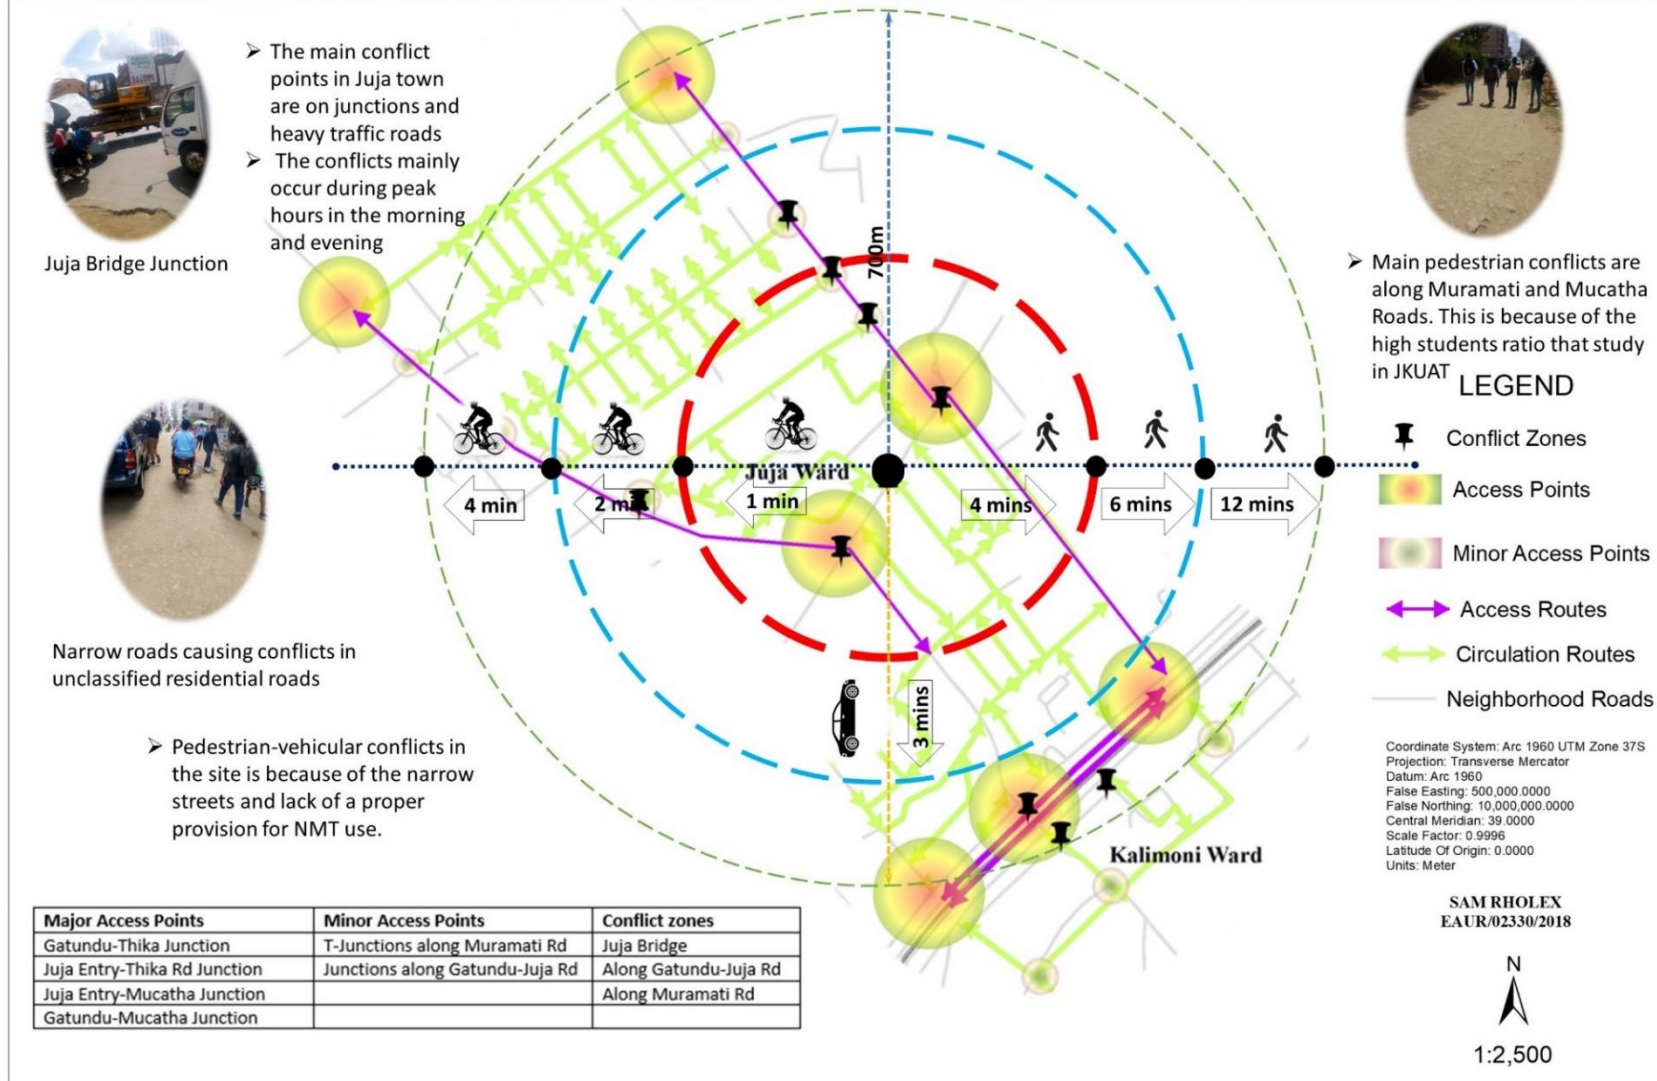 ➢ The main conflict
points in Juja town
are on junctions and
heavy traffic roads
➢ The conflicts mainly
occur during peak
hours in the morning
and evening
Juja Bridge Junction
Narrow roads causing conflicts in
unclassified residential roads
➢ Pedestrian-vehicular conflicts in
the site is because of the narrow
streets and lack of a proper
provision for NMT use.
700m
Juja Ward
4 min
2 min
1 min
4 mins
6 mins
12 mins
3 mins
Kalimoni Ward
➢ Main pedestrian conflicts are
along Muramati and Mucatha
Roads. This is because of the
high students ratio that study
in JKUAT
LEGEND
Conflict Zones
Access Points
Minor Access Points
Access Routes
Circulation Routes
Neighborhood Roads
Coordinate System: Arc 1960 UTM Zone 37S
Projection: Transverse Mercator
Datum: Arc 1960
False Easting: 500,000.0000
False Northing: 10,000,000.0000
Central Meridian: 39.0000
Scale Factor: 0.9996
Latitude Of Origin: 0.0000
Units: Meter
SAM RHOLEX
EAUR/02330/2018
N
1:2,500
Major Access Points Minor Access Points Conflict zones
Gatundu-Thika Junction T-Junctions along Muramati Rd Juja Bridge
Juja Entry-Thika Rd Junction Junctions along Gatundu-Juja Rd Along Gatundu-Juja Rd
Juja Entry-Mucatha Junction Along Muramati Rd
Gatundu-Mucatha Junction